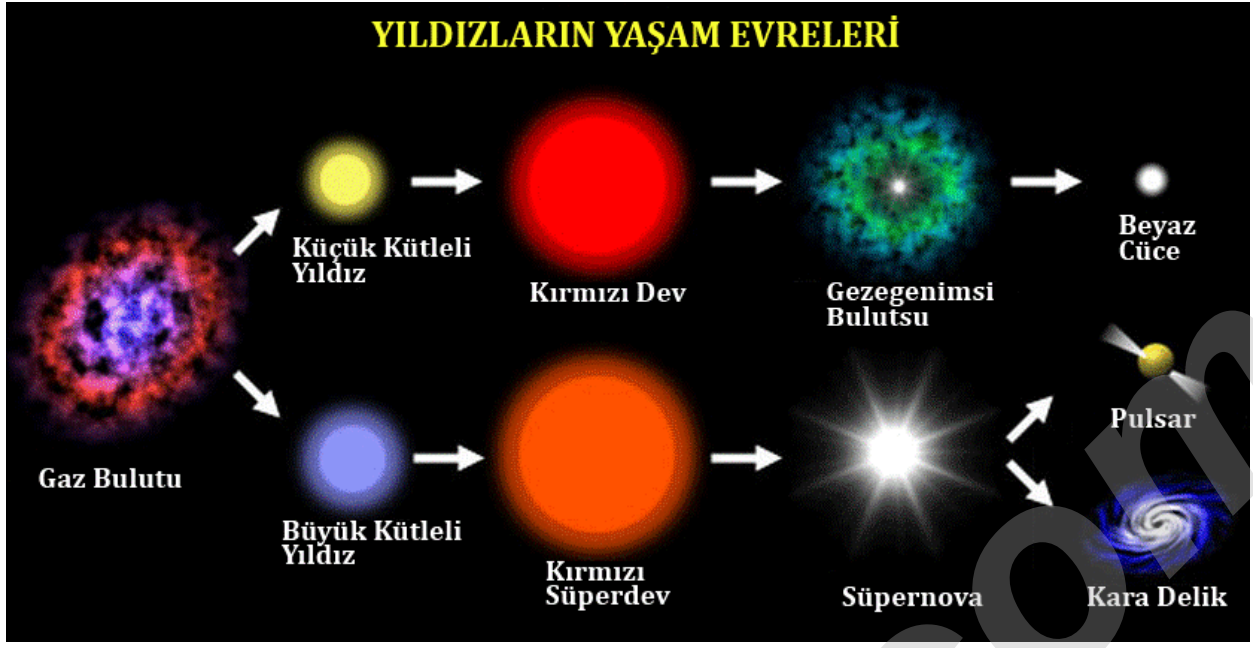 YILDIZLARIN YAŞAM EVRELERİ
Küçük Kütleli
Yıldız
Kırmızı Dev
Gezegenimsi
Bulutsu
Beyaz
Cüce
Gaz Bulutu
Büyük Kütleli
Yıldız
Kırmızı
Süperdev
Süpernova
Pulsar
Kara Delik
com